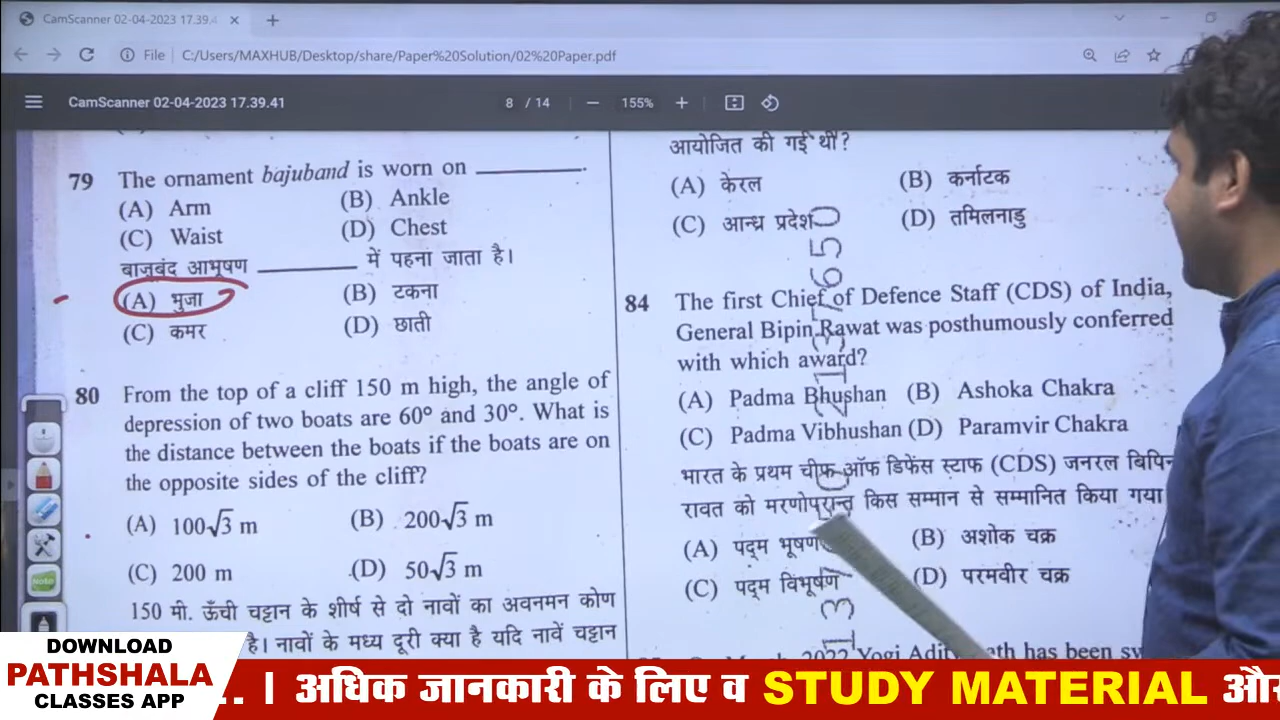 CamScanner 02-04-2023 17.39.4
File C:/Users/MAXHUB/Desktop/share/Paper%20Solution/02%20Paper.pdf
CamScanner 02-04-2023 17.39.41
8 / 14
155%
79 The ornament bajuband is worn on ________.
(A) Arm (B) Ankle
(C) Waist (D) Chest
बाजूबंद आभूषण ________ में पहना जाता है।
(A) भुजा (B) टकना
(C) कमर (D) छाती
80 From the top of a cliff 150 m high, the angle of
depression of two boats are 60° and 30°. What is
the distance between the boats if the boats are on
the opposite sides of the cliff?
(A) 100√3 m (B) 200√3 m
(C) 200 m (D) 50√3 m
150 मी. ऊँची चट्टान के शीर्ष से दो नावों का अवनमन कोण
है। नावों के मध्य दूरी क्या है यदि नावें चट्टान
आयोजित की गई थी?
(A) केरल (B) कर्नाटक
(C) आन्ध्र प्रदेश (D) तमिलनाडु
84 The first Chief of Defence Staff (CDS) of India,
General Bipin Rawat was posthumously conferred
with which award?
(A) Padma Bhushan (B) Ashoka Chakra
(C) Padma Vibhushan (D) Paramvir Chakra
भारत के प्रथम चीफ ऑफ डिफेंस स्टाफ (CDS) जनरल बिपिन
रावत को मरणोपरान्त किस सम्मान से सम्मानित किया गया
(A) पद्म भूषण (B) अशोक चक्र
(C) पद्म विभूषण (D) परमवीर चक्र
2022 Yogi has been
Note
DOWNLOAD
PATHSHALA
CLASSES APP
.. । अधिक जानकारी के लिए व STUDY MATERIAL और